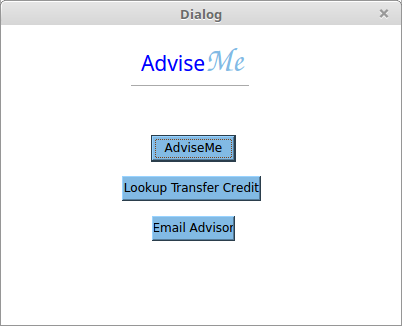 Dialog
AdviseMe
AdviseMe
Lookup Transfer Credit
Email Advisor